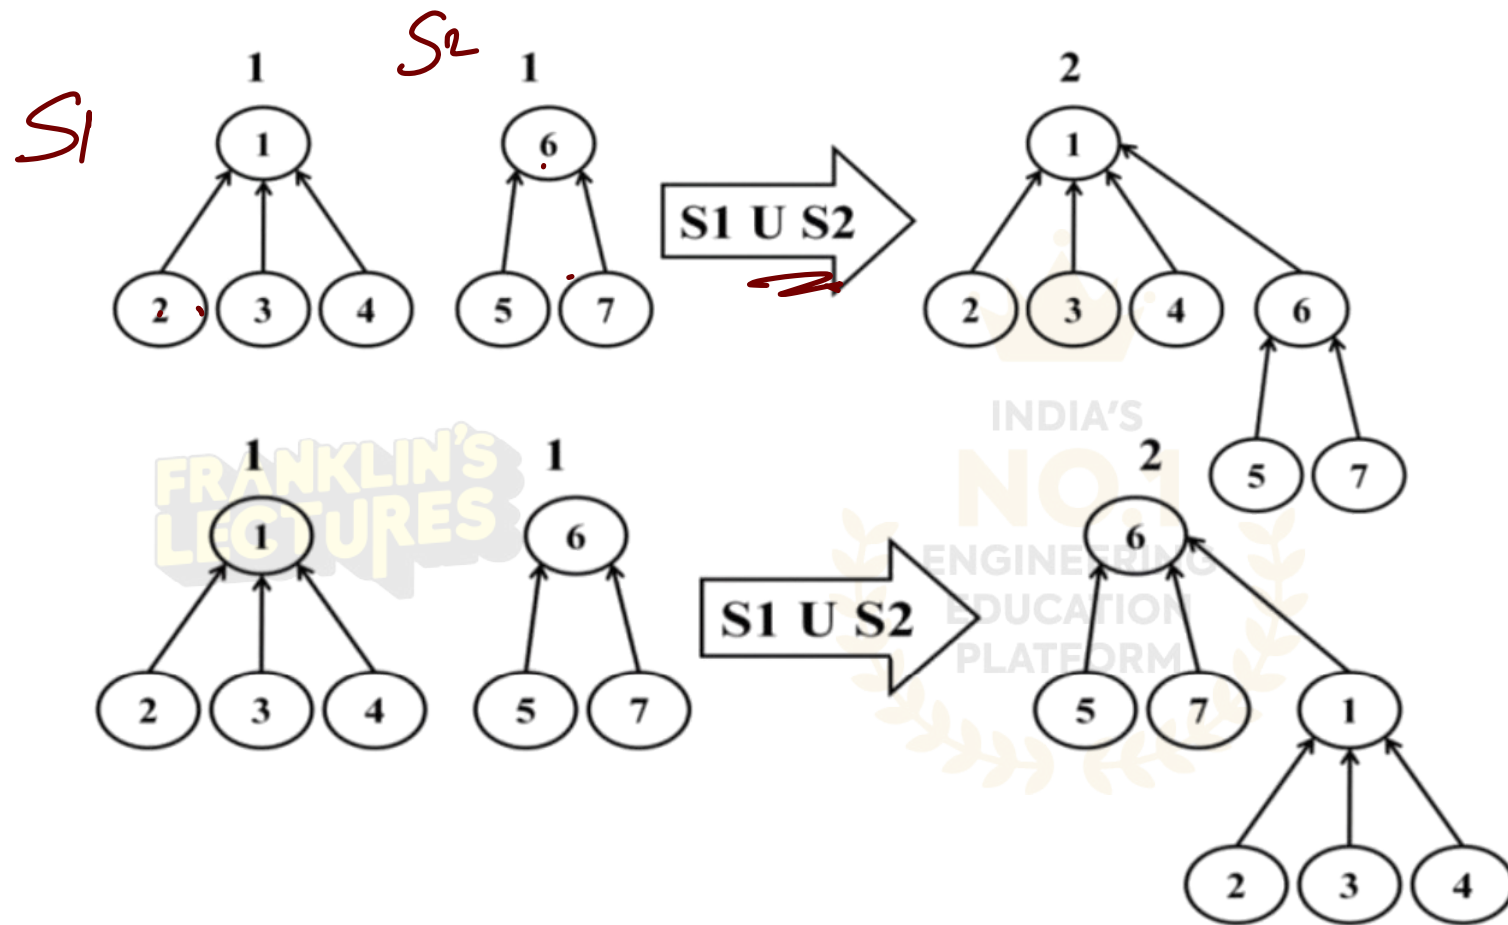 S2
1 1 2
S1
1 6 1
S1 U S2
2 3 4 5 7 2 3 4 6
INDIA'S
5 7
FRANKLIN'S
LECTURES
1 1 2
NO.1
1 6 6
ENGINEERING
EDUCATION
S1 U S2
PLATFORM
2 3 4 5 7 5 7 1
2 3 4